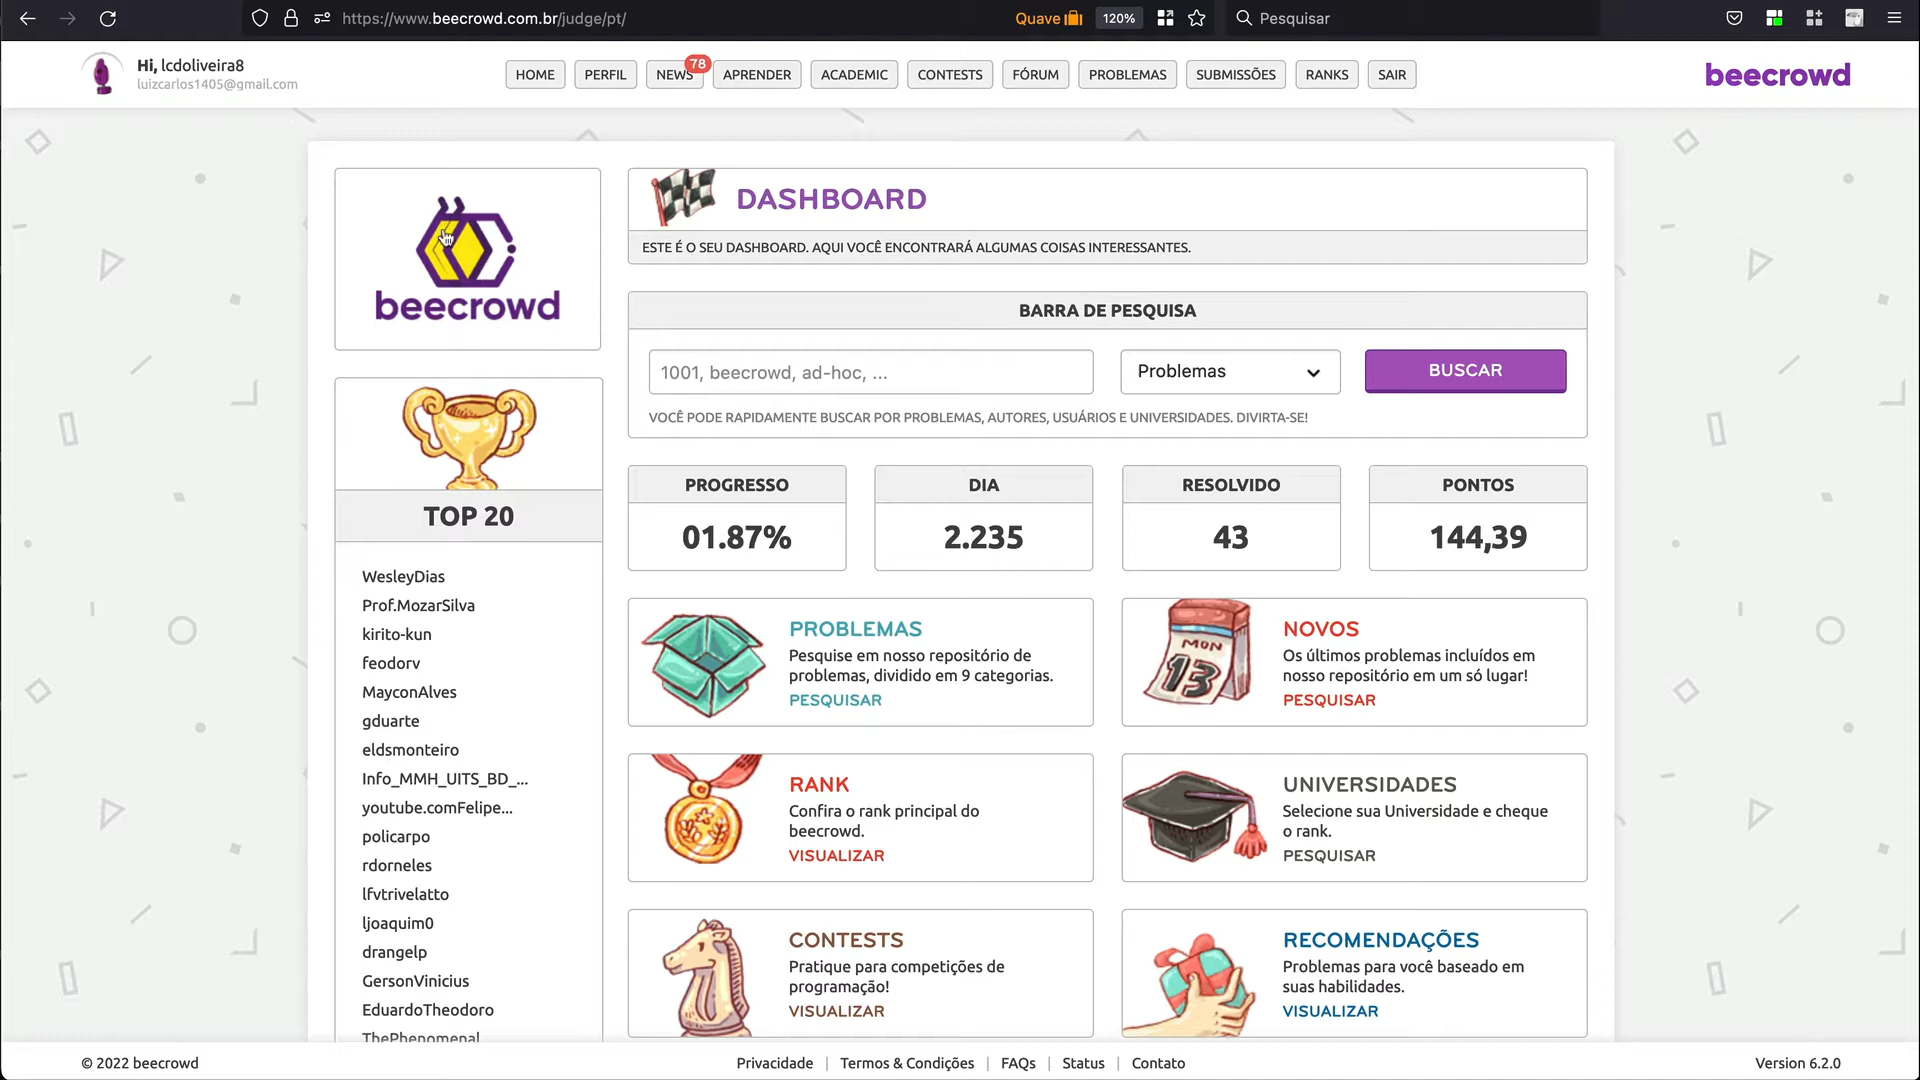 https://www.beecrowd.com.br/judge/pt/
Quave
120%
Pesquisar
Hi, lcdoliveira8
luizcarlos1405@gmail.com
HOME
PERFIL
NEWS
78
APRENDER
ACADEMIC
CONTESTS
FÓRUM
PROBLEMAS
SUBMISSÕES
RANKS
SAIR
beecrowd
beecrowd
DASHBOARD
ESTE É O SEU DASHBOARD. AQUI VOCÊ ENCONTRARÁ ALGUMAS COISAS INTERESSANTES.
BARRA DE PESQUISA
1001, beecrowd, ad-hoc, ...
Problemas
BUSCAR
VOCÊ PODE RAPIDAMENTE BUSCAR POR PROBLEMAS, AUTORES, USUÁRIOS E UNIVERSIDADES. DIVIRTA-SE!
PROGRESSO
01.87%
DIA
2.235
RESOLVIDO
43
PONTOS
144,39
TOP 20
WesleyDias
Prof.MozarSilva
kirito-kun
feodorv
MayconAlves
gduarte
eldsmonteiro
Info_MMH_UITS_BD_...
youtube.comFelipe...
policarpo
rdorneles
lfvtrivelatto
ljoaquim0
drangelp
GersonVinicius
EduardoTheodoro
ThePhenomenal
PROBLEMAS
Pesquise em nosso repositório de
problemas, dividido em 9 categorias.
PESQUISAR
MON
13
NOVOS
Os últimos problemas incluídos em
nosso repositório em um só lugar!
PESQUISAR
RANK
Confira o rank principal do
beecrowd.
VISUALIZAR
UNIVERSIDADES
Selecione sua Universidade e cheque
o rank.
PESQUISAR
CONTESTS
Pratique para competições de
programação!
VISUALIZAR
RECOMENDAÇÕES
Problemas para você baseado em
suas habilidades.
VISUALIZAR
© 2022 beecrowd
Privacidade | Termos & Condições | FAQs | Status | Contato
Version 6.2.0